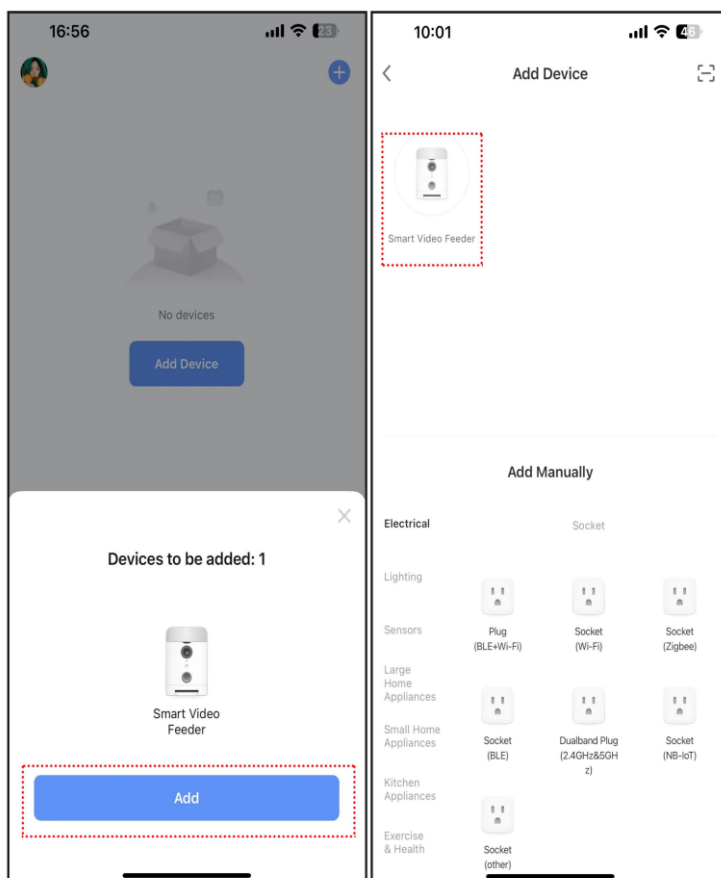 16:56
23
No devices
Add Device
Devices to be added: 1
Smart Video
Feeder
Add
10:01
46
Add Device
Smart Video Feeder
Add Manually
Electrical
Socket
Lighting
Sensors
Large
Home
Appliances
Small Home
Appliances
Kitchen
Appliances
Exercise
& Health
Plug
(BLE+Wi-Fi)
Socket
(Wi-Fi)
Socket
(Zigbee)
Socket
(BLE)
Dualband Plug
(2.4GHz&5GH
z)
Socket
(NB-IoT)
Socket
(other)